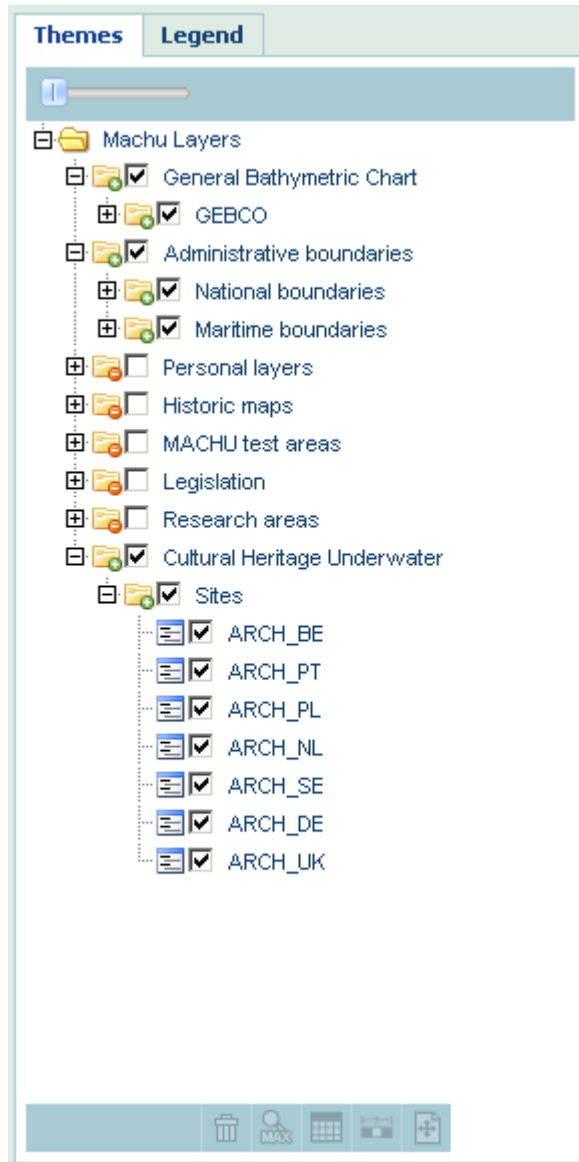 Themes Legend
Machu Layers
General Bathymetric Chart
GEBCO
Administrative boundaries
National boundaries
Maritime boundaries
Personal layers
Historic maps
MACHU test areas
Legislation
Research areas
Cultural Heritage Underwater
Sites
ARCH_BE
ARCH_PT
ARCH_PL
ARCH_NL
ARCH_SE
ARCH_DE
ARCH_UK
MAX